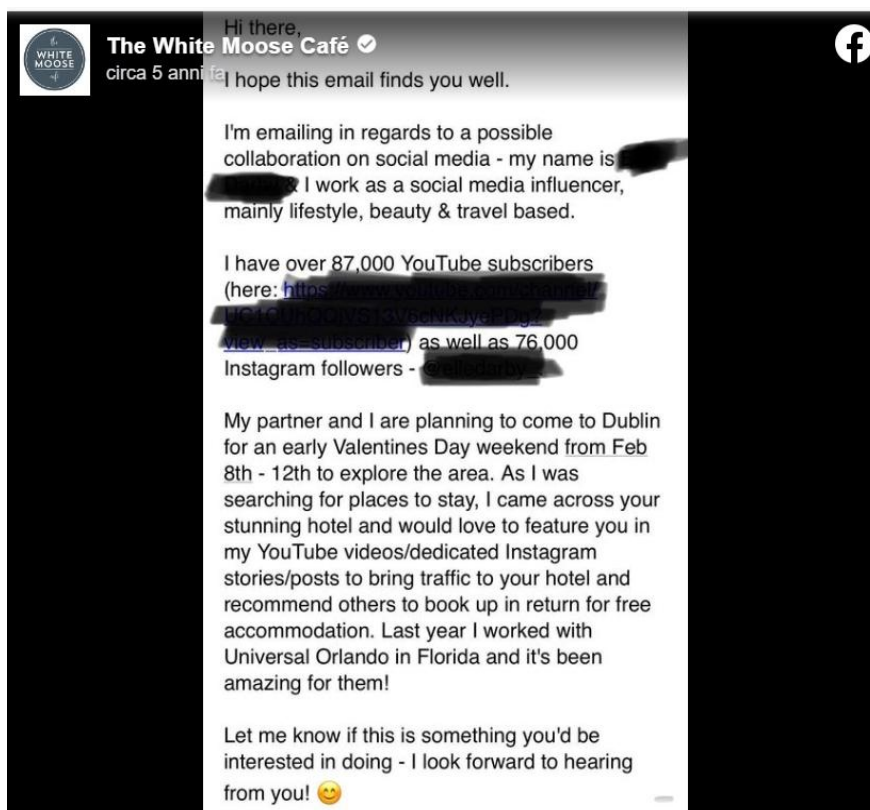 The White Moose Café
circa 5 anni fa
the
WHITE
MOOSE
café
Hi there,
I hope this email finds you well.
I'm emailing in regards to a possible
collaboration on social media - my name is
& I work as a social media influencer,
mainly lifestyle, beauty & travel based.
I have over 87,000 YouTube subscribers
(here:
) as well as 76,000
Instagram followers -
My partner and I are planning to come to Dublin
for an early Valentines Day weekend from Feb
8th - 12th to explore the area. As I was
searching for places to stay, I came across your
stunning hotel and would love to feature you in
my YouTube videos/dedicated Instagram
stories/posts to bring traffic to your hotel and
recommend others to book up in return for free
accommodation. Last year I worked with
Universal Orlando in Florida and it's been
amazing for them!
Let me know if this is something you'd be
interested in doing - I look forward to hearing
from you! 😊